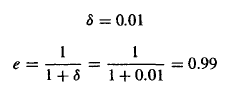 δ = 0.01
e = 1/(1 + δ) = 1/(1 + 0.01) = 0.99